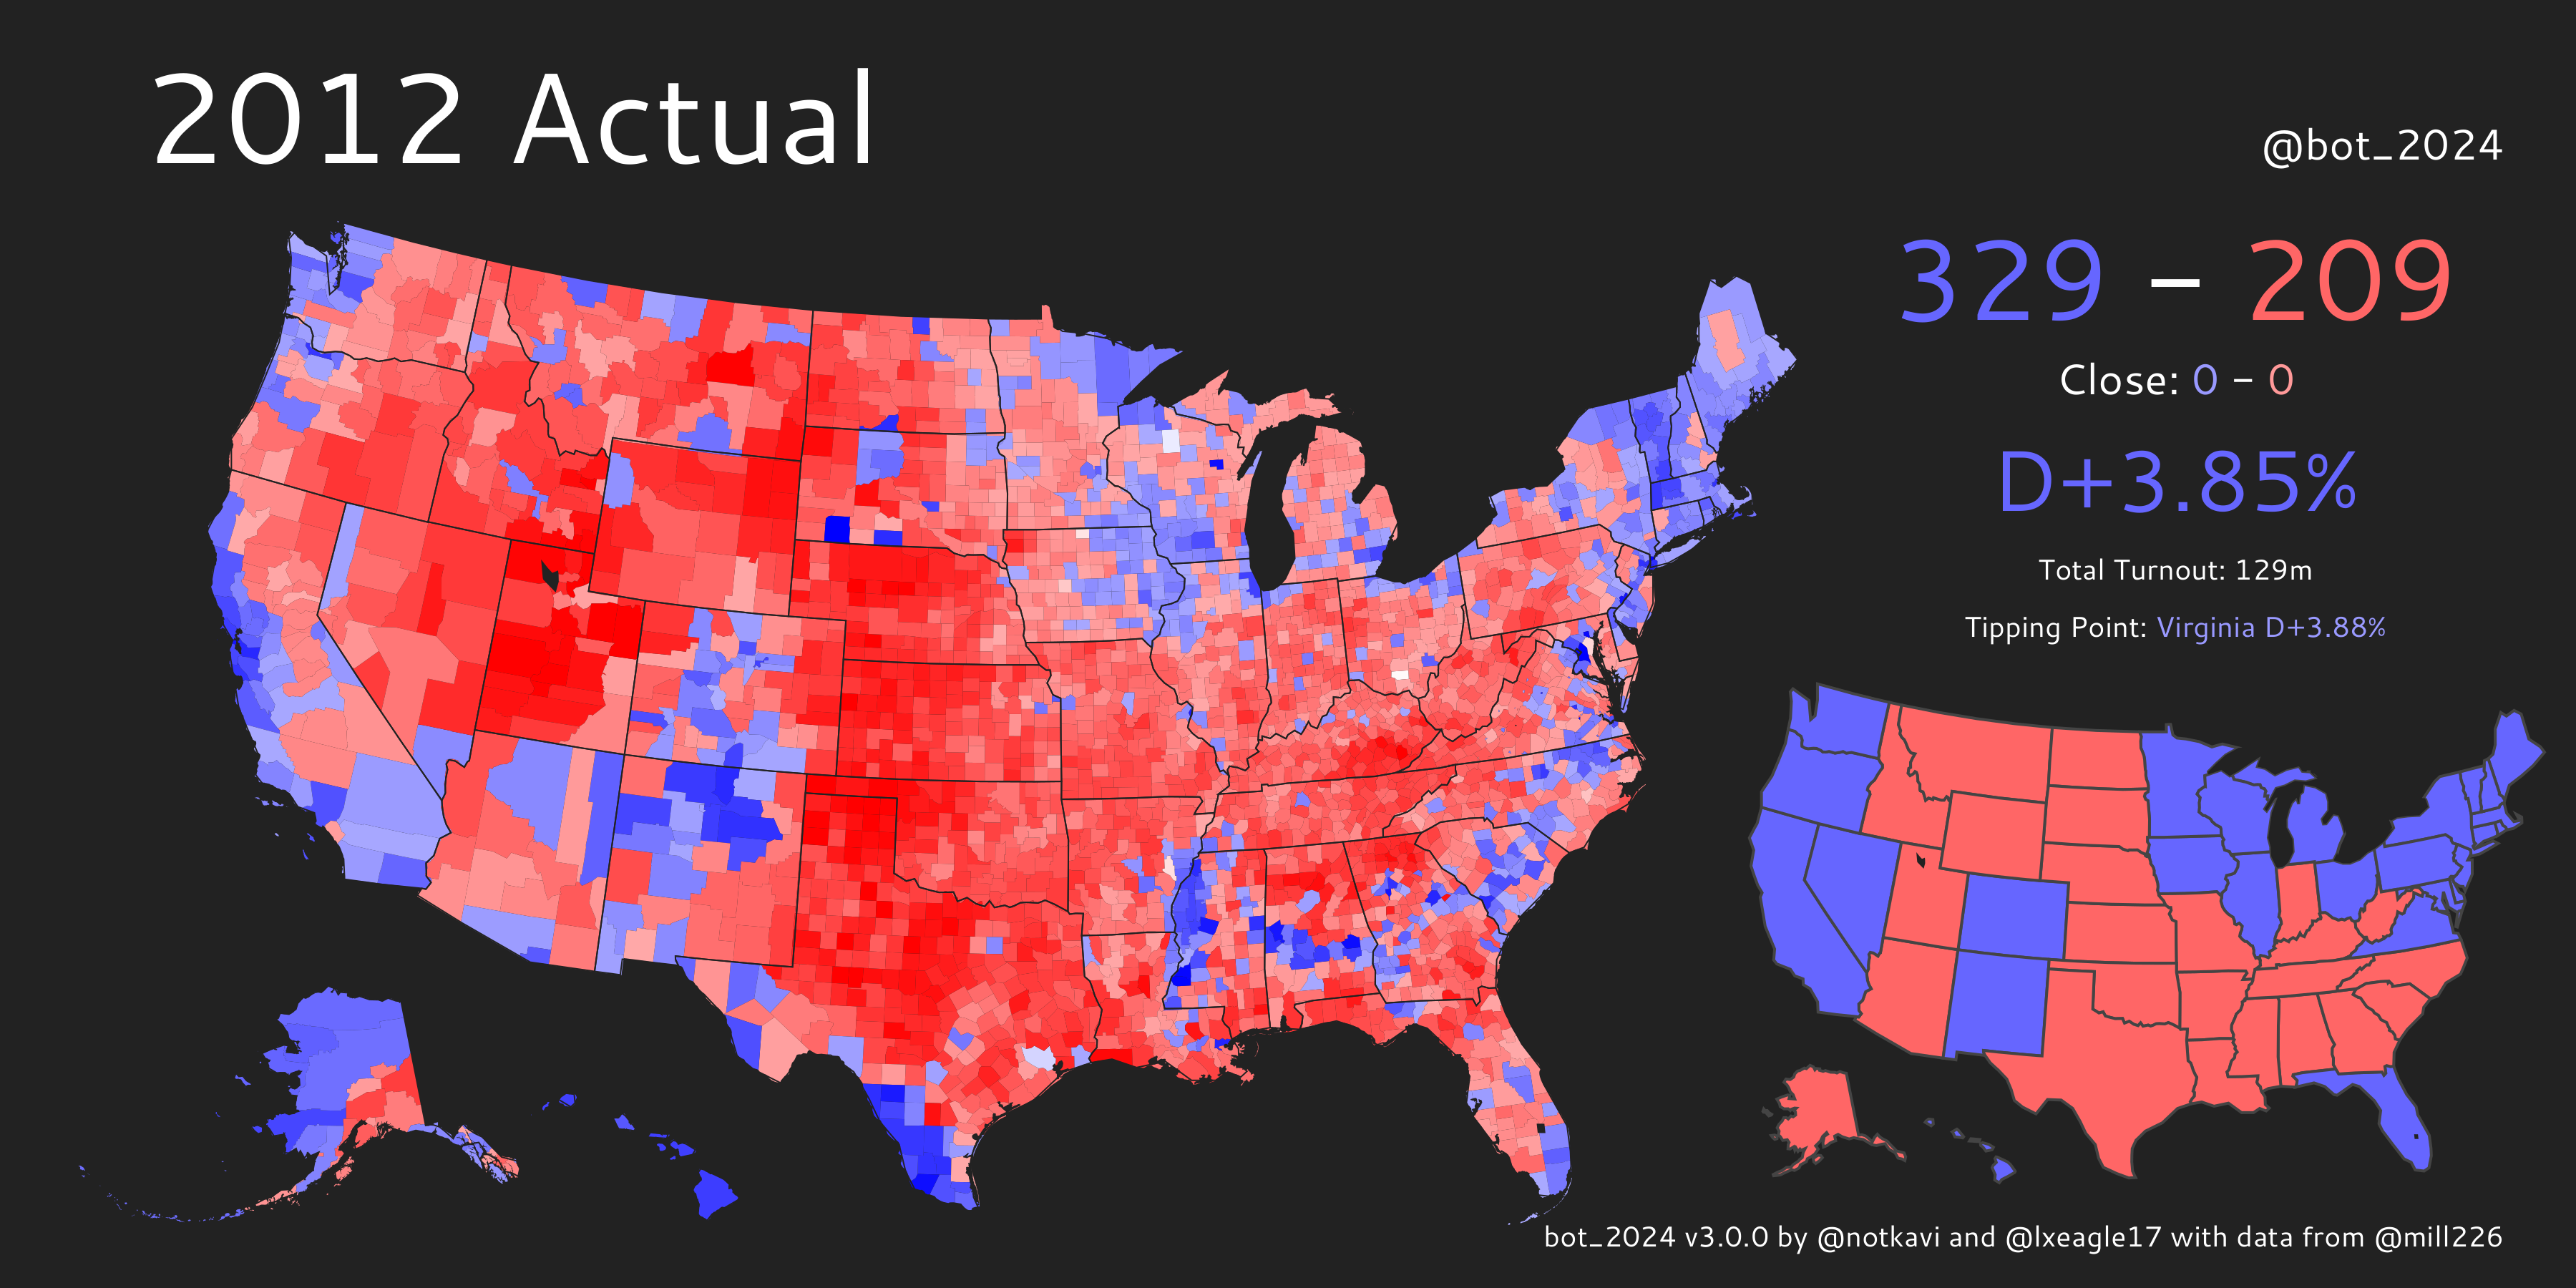 2012 Actual
@bot_2024
329 – 209
Close: 0 – 0
D+3.85%
Total Turnout: 129m
Tipping Point: Virginia D+3.88%
bot_2024 v3.0.0 by @notkavi and @lxeagle17 with data from @mill226